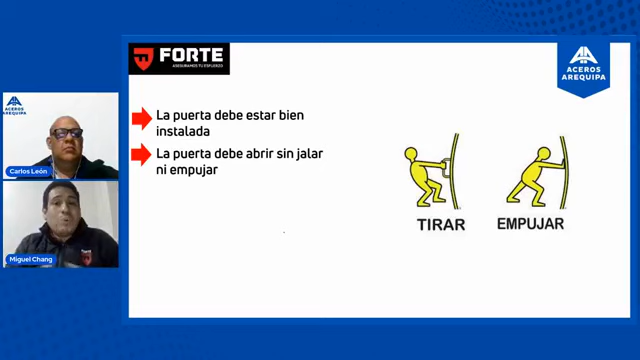 FORTE
ASEGURAMOS TU ESFUERZO
ACEROS
AREQUIPA
ACEROS
AREQUIPA
La puerta debe estar bien
instalada
La puerta debe abrir sin jalar
ni empujar
TIRAR
EMPUJAR
Carlos León
Miguel Chang